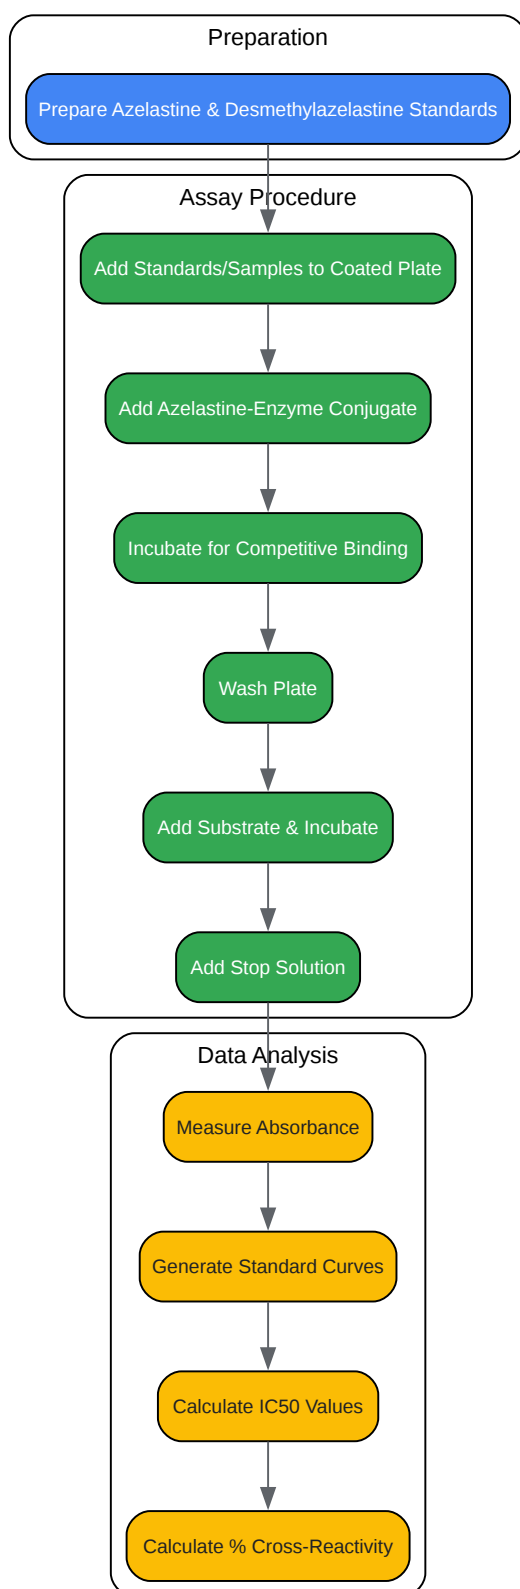 Preparation
Prepare Azelastine & Desmethylazelastine Standards
Assay Procedure
Add Standards/Samples to Coated Plate
Add Azelastine-Enzyme Conjugate
Incubate for Competitive Binding
Wash Plate
Add Substrate & Incubate
Add Stop Solution
Data Analysis
Measure Absorbance
Generate Standard Curves
Calculate IC50 Values
Calculate % Cross-Reactivity